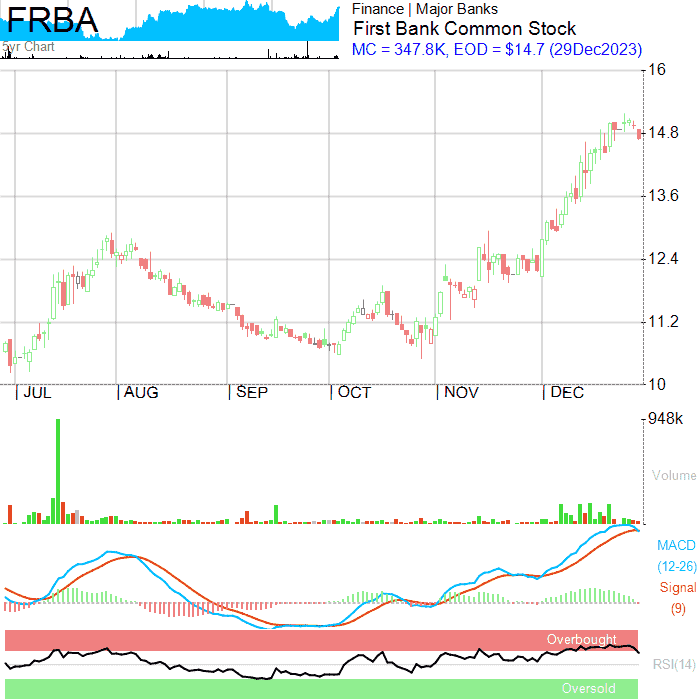 FRBA
5yr Chart
Finance | Major Banks
First Bank Common Stock
MC = 347.8K, EOD = $14.7 (29Dec2023)
16
14.8
13.6
12.4
11.2
10
| JUL | AUG | SEP | OCT | NOV | DEC
948k
Volume
MACD
(12-26)
Signal
(9)
Overbought
RSI(14)
Oversold